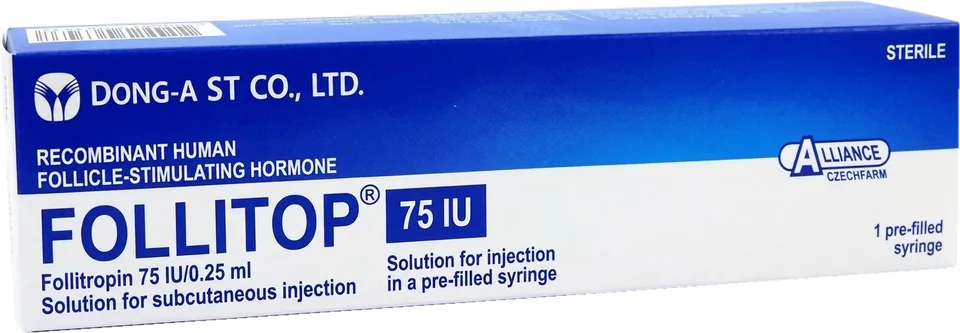 STERILE
DONG-A ST CO., LTD.
RECOMBINANT HUMAN
FOLLICLE-STIMULATING HORMONE
ALLIANCE
CZECHFARM
FOLLITOP® 75 IU
Follitropin 75 IU/0.25 ml
Solution for subcutaneous injection
Solution for injection
in a pre-filled syringe
1 pre-filled
syringe